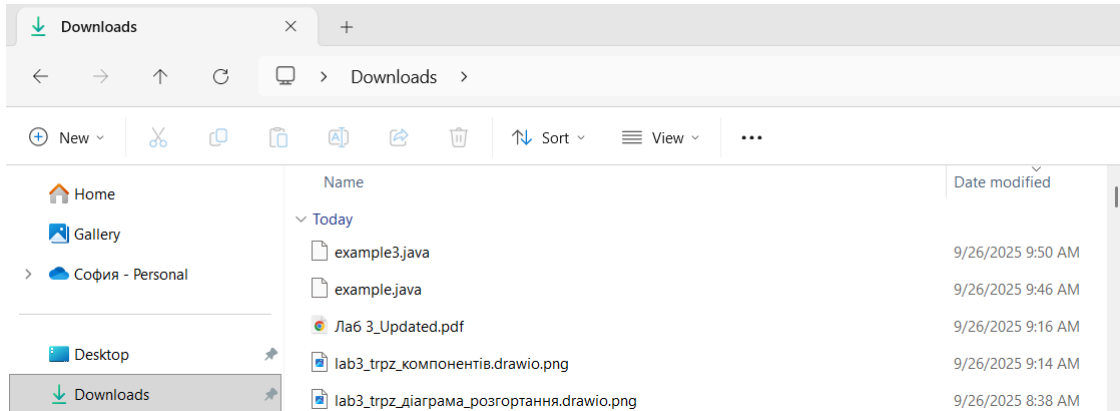 Downloads
Downloads
New
Sort
View
Name
Date modified
Home
Gallery
София - Personal
Desktop
Downloads
Today
example3.java 9/26/2025 9:50 AM
example.java 9/26/2025 9:46 AM
Лаб 3_Updated.pdf 9/26/2025 9:16 AM
lab3_trpz_компонентів.drawio.png 9/26/2025 9:14 AM
lab3_trpz_діаграма_розгортання.drawio.png 9/26/2025 8:38 AM